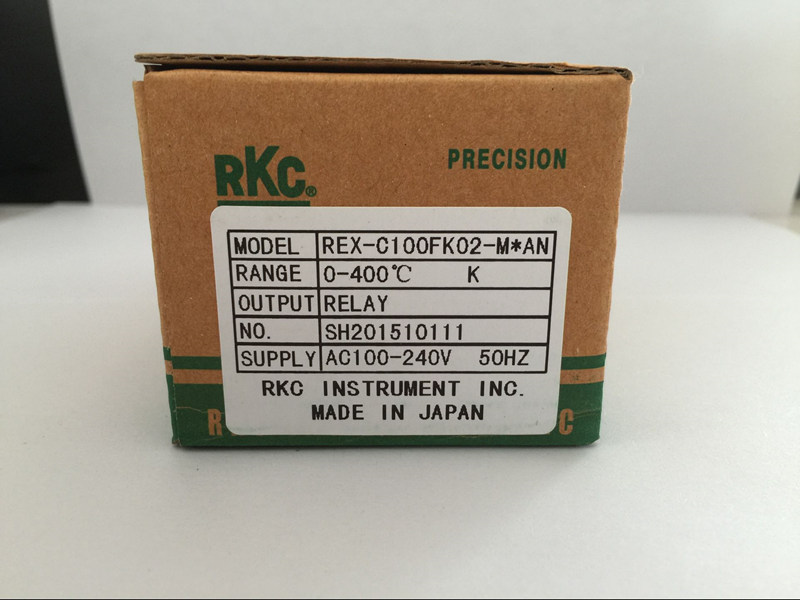 RKC®
PRECISION
MODEL REX-C100FK02-M*AN
RANGE 0-400℃ K
OUTPUT RELAY
NO. SH201510111
SUPPLY AC100-240V 50HZ
RKC INSTRUMENT INC.
MADE IN JAPAN
R C